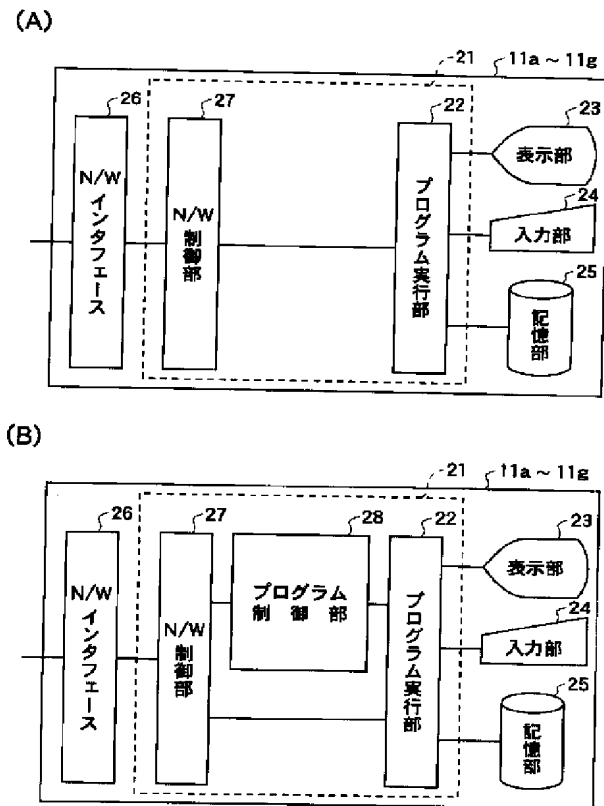 (A)
21
11a～11g
26
27
22
23
N/W
インタフェース
N/W
制御部
プログラム実行部
表示部
24
入力部
25
記憶部
(B)
21
11a～11g
26
27
28
22
23
N/W
インタフェース
N/W
制御部
プログラム
制御部
プログラム実行部
表示部
24
入力部
25
記憶部